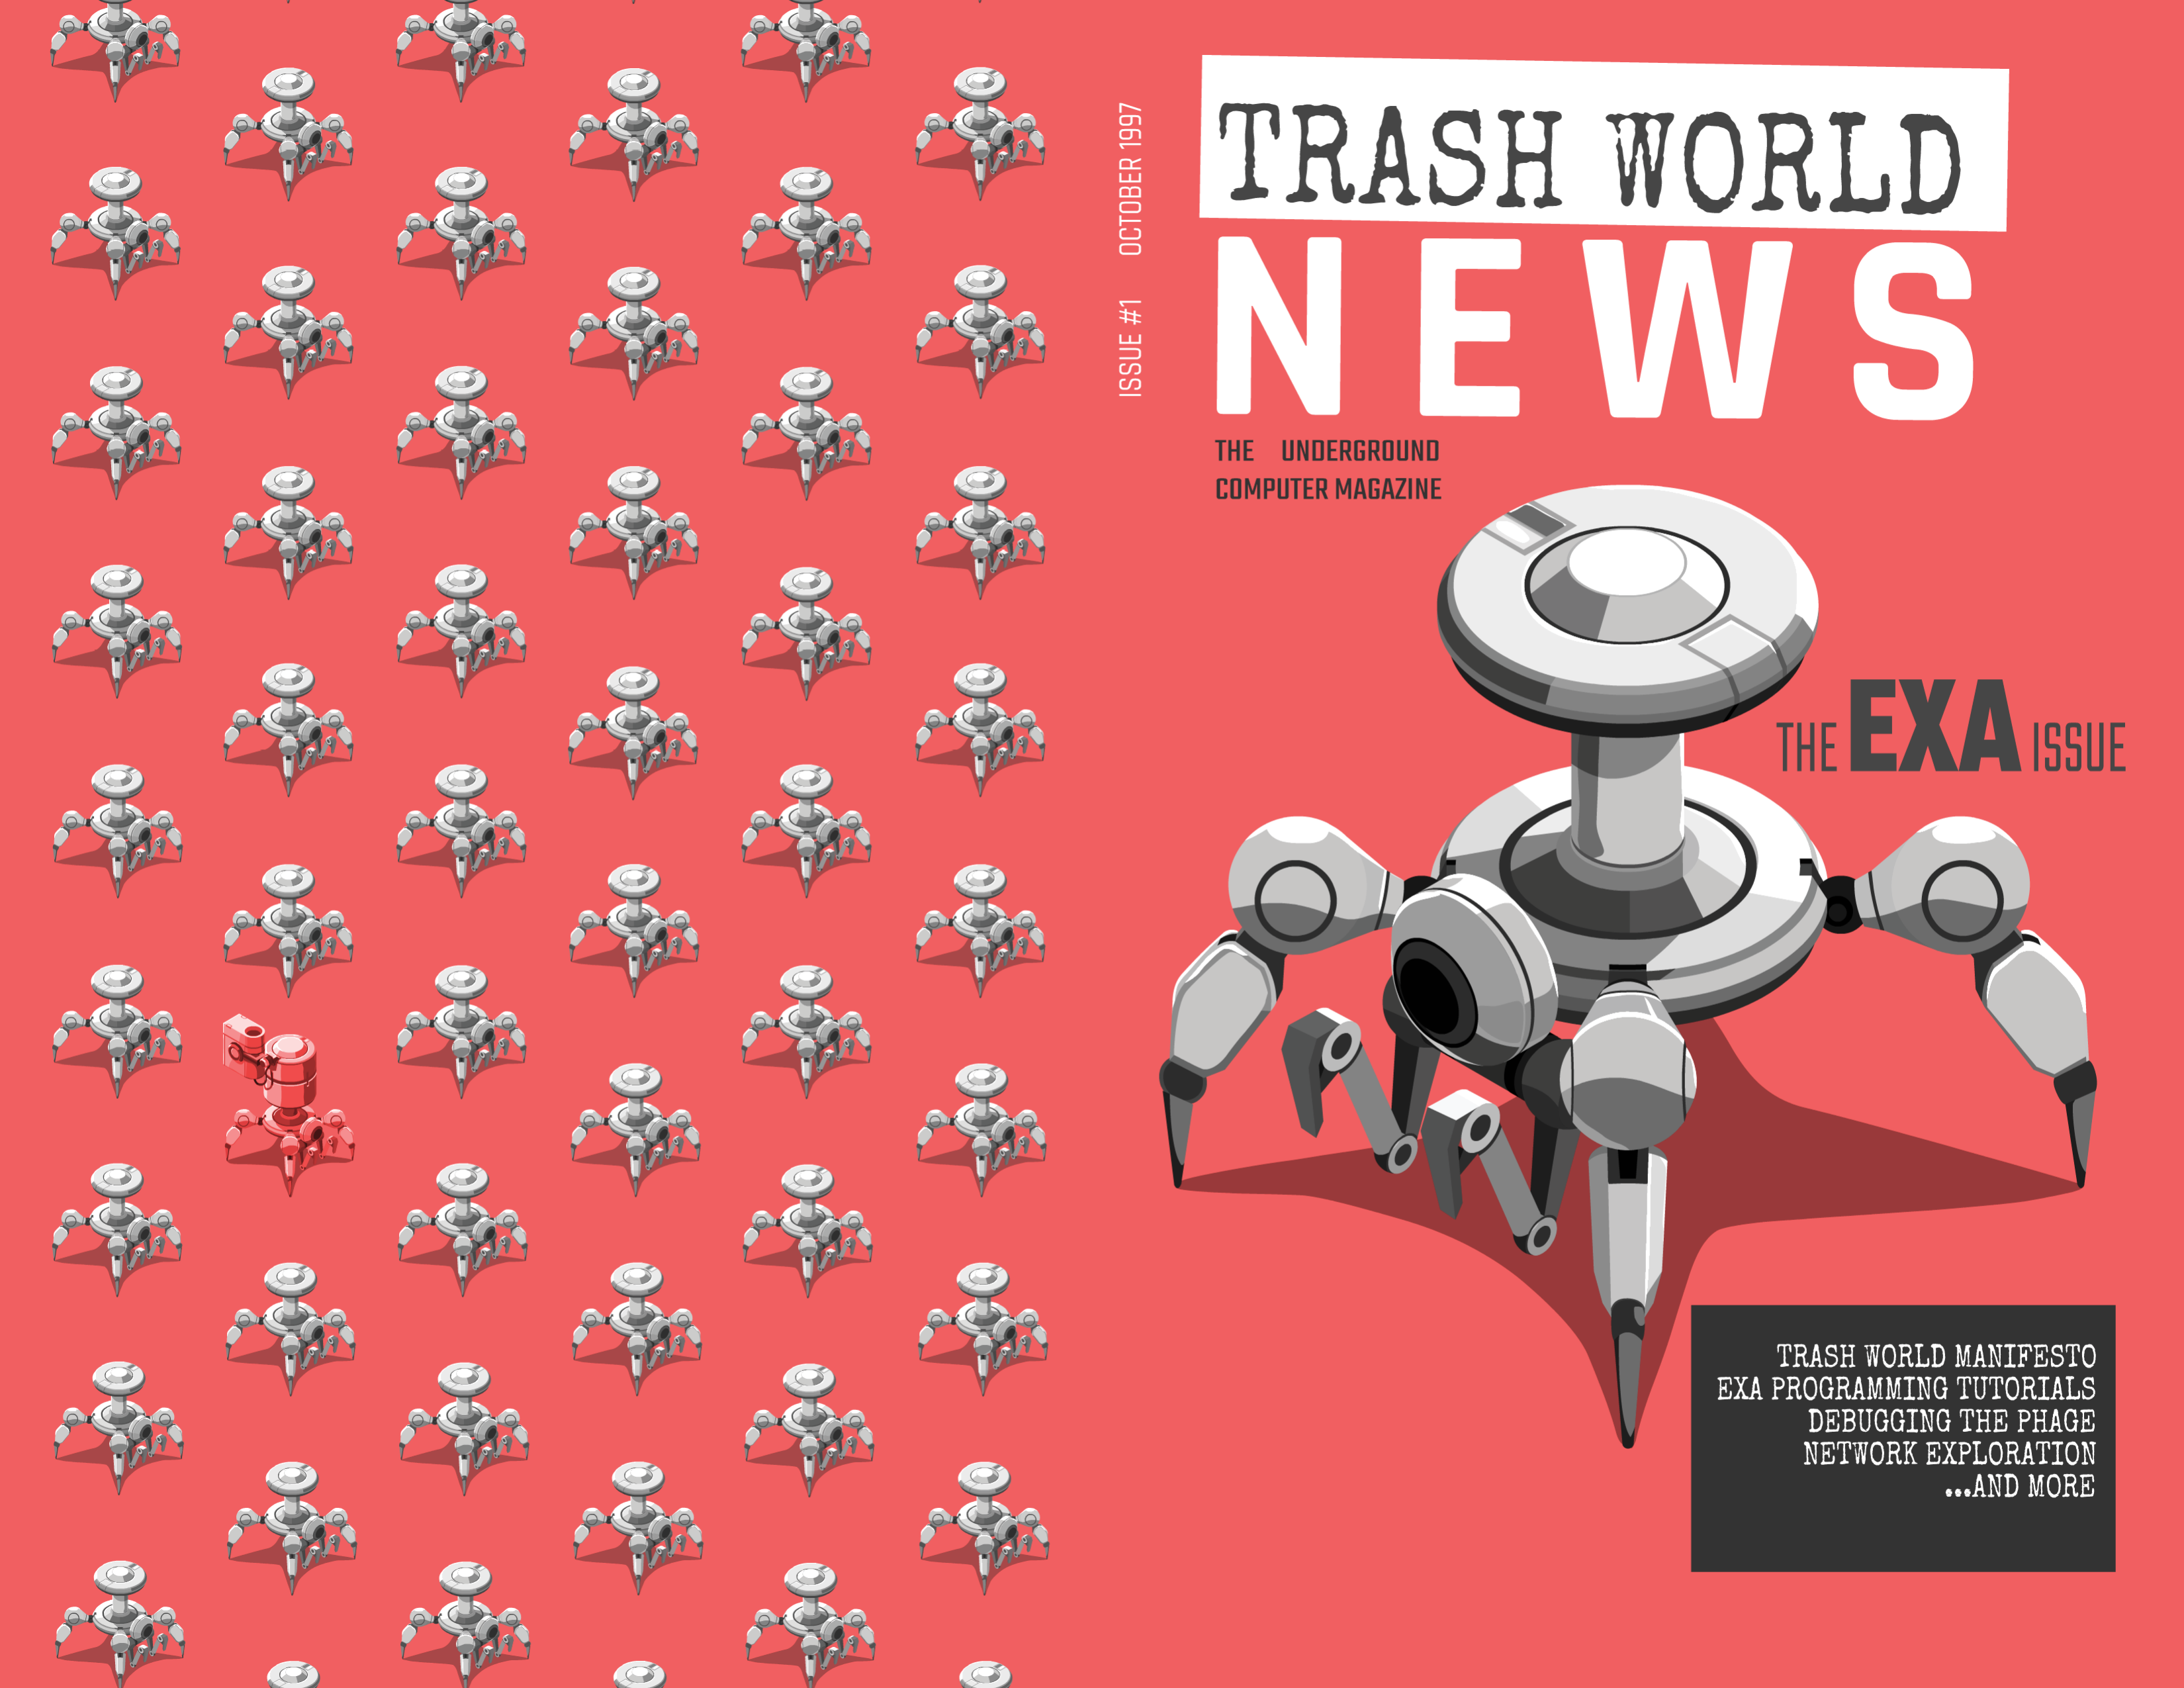 ISSUE #1 OCTOBER 1997
TRASH WORLD
NEWS
THE UNDERGROUND
COMPUTER MAGAZINE
THE EXA ISSUE
TRASH WORLD MANIFESTO
EXA PROGRAMMING TUTORIALS
DEBUGGING THE PHAGE
NETWORK EXPLORATION
...AND MORE